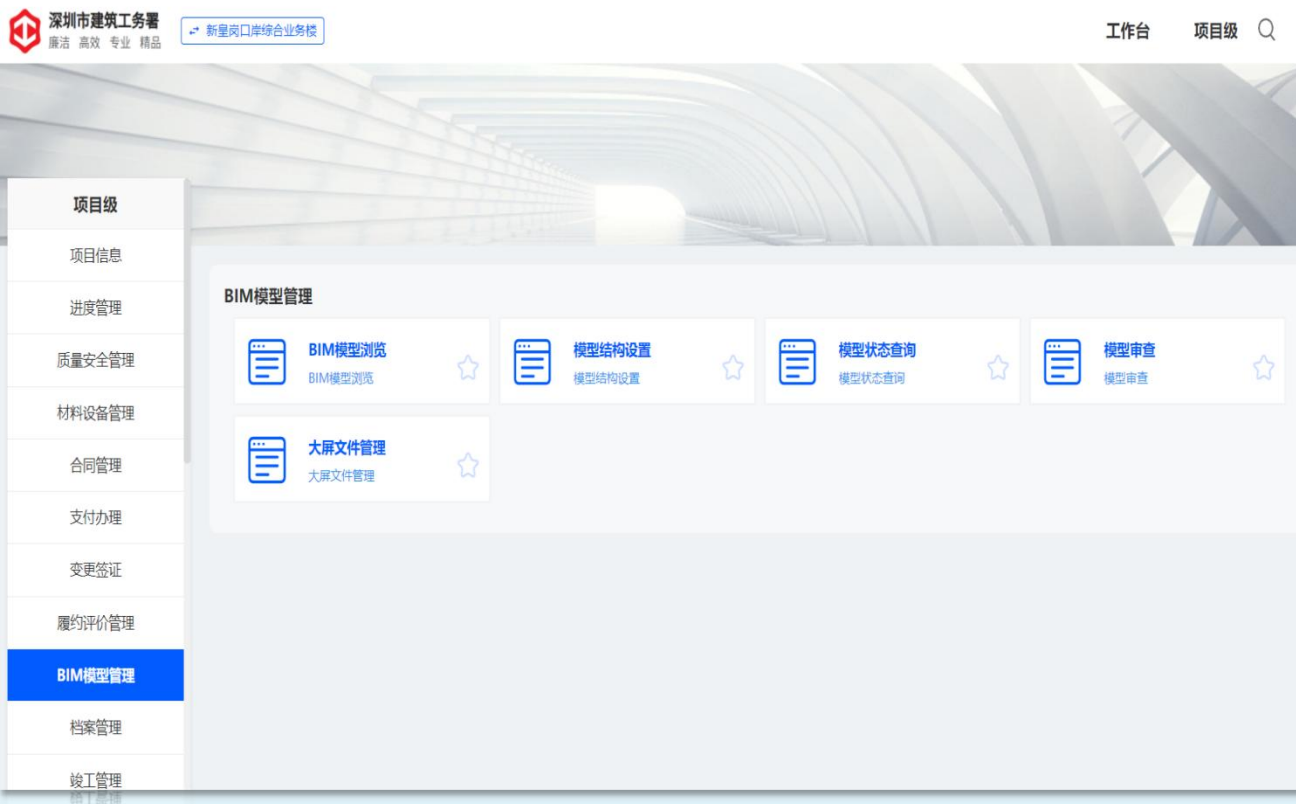 深圳市建筑工务署
廉洁 高效 专业 精品
新皇岗口岸综合业务楼
工作台
项目级
项目级
项目信息
进度管理
质量安全管理
材料设备管理
合同管理
支付办理
变更签证
履约评价管理
BIM模型管理
档案管理
竣工管理
BIM模型管理
BIM模型浏览
BIM模型浏览
模型结构设置
模型结构设置
模型状态查询
模型状态查询
模型审查
模型审查
大屏文件管理
大屏文件管理